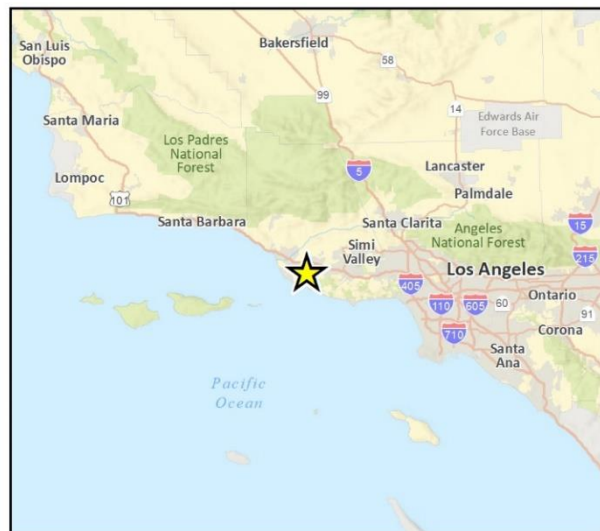 San Luis
Obispo
Bakersfield
58
99
14
Edwards Air
Force Base
Santa Maria
Los Padres
National
Forest
5
Lancaster
Lompoc
101
Palmdale
Santa Barbara
Santa Clarita
15
Angeles
National Forest
Simi
Valley
215
Los Angeles
405
Ontario
110
605
60
91
Corona
710
Santa
Ana
Pacific
Ocean